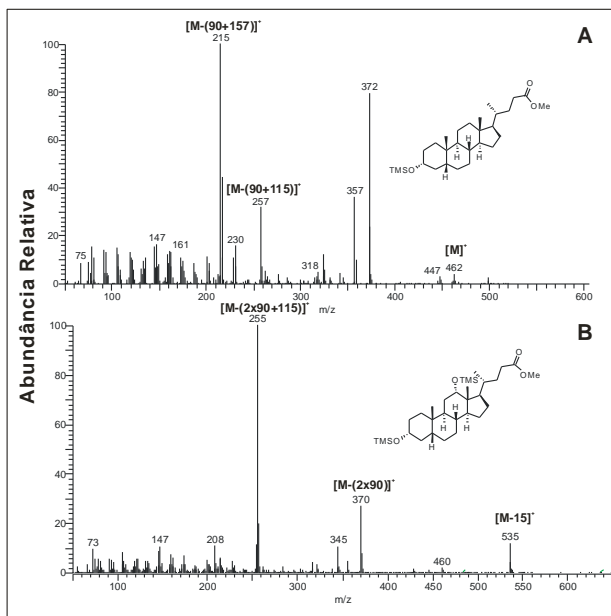 [M-(90+157)]⁺
215
A
372
O
OMe
TMSO
H
H
H
H
[M-(90+115)]⁺
257
357
75
147
161
230
318
[M]⁺
447
462
100
80
60
40
20
0
100
200
300
400
500
600
m/z
Abundância Relativa
[M-(2x90+115)]⁺
255
B
OTMS
O
OMe
TMSO
H
H
H
H
[M-(2x90)]⁺
370
[M-15]⁺
535
73
147
208
345
460
100
80
60
40
20
0
100
200
300
400
500
600
m/z